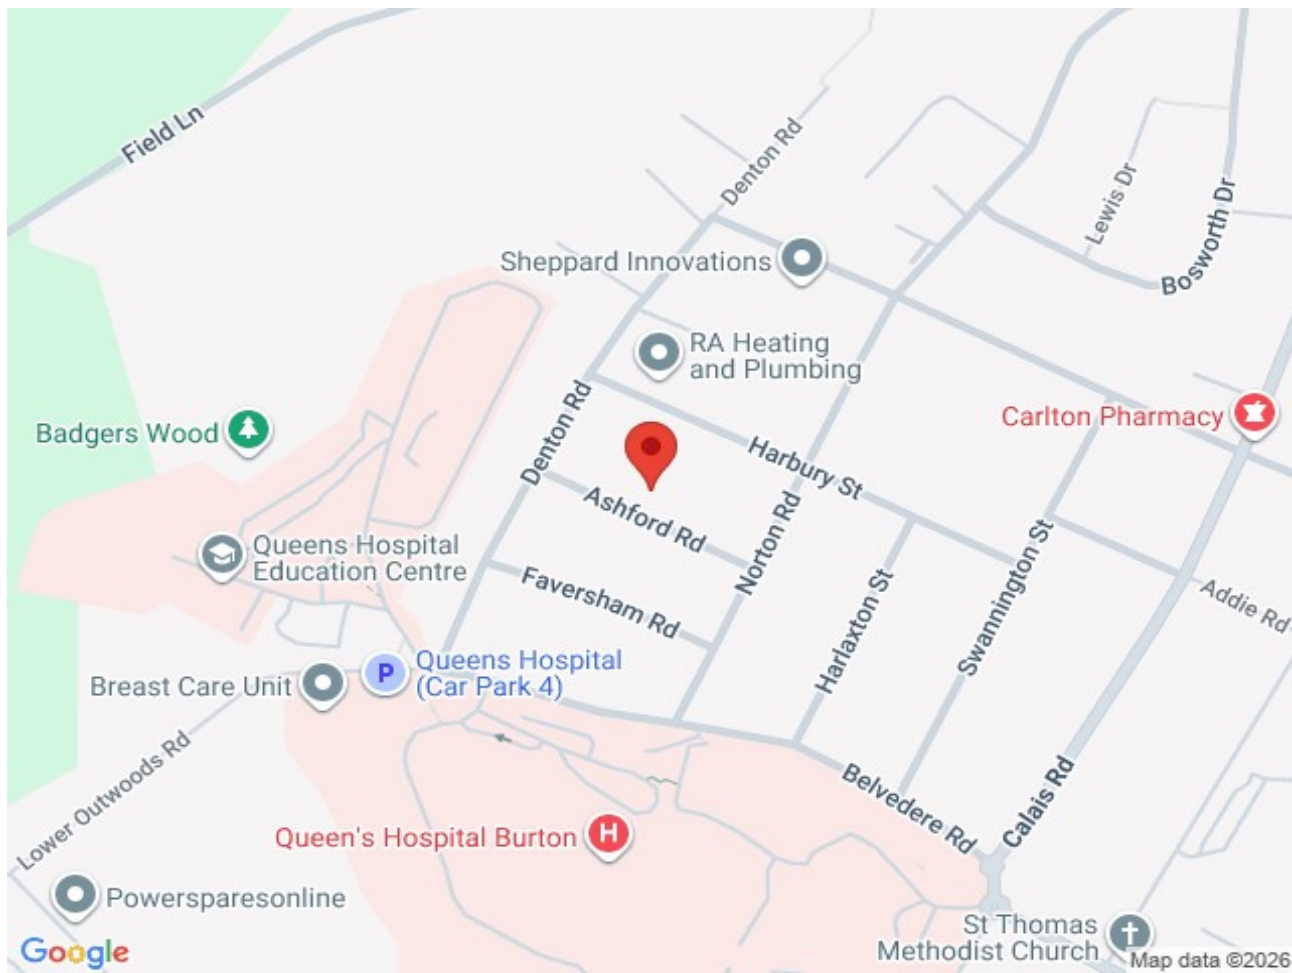 Field Ln
Denton Rd
Lewis Dr
Bosworth Dr
Sheppard Innovations
RA Heating
and Plumbing
Badgers Wood
Denton Rd
Carlton Pharmacy
Harbury St
Ashford Rd
Norton Rd
Queens Hospital
Education Centre
Faversham Rd
Harlaxton St
Swannington St
Addie Rd
P
Queens Hospital
(Car Park 4)
Breast Care Unit
Lower Outwoods Rd
Belvedere Rd
Calais Rd
Queen's Hospital Burton
H
Powersparesonline
St Thomas
Methodist Church
Google
Map data ©2026